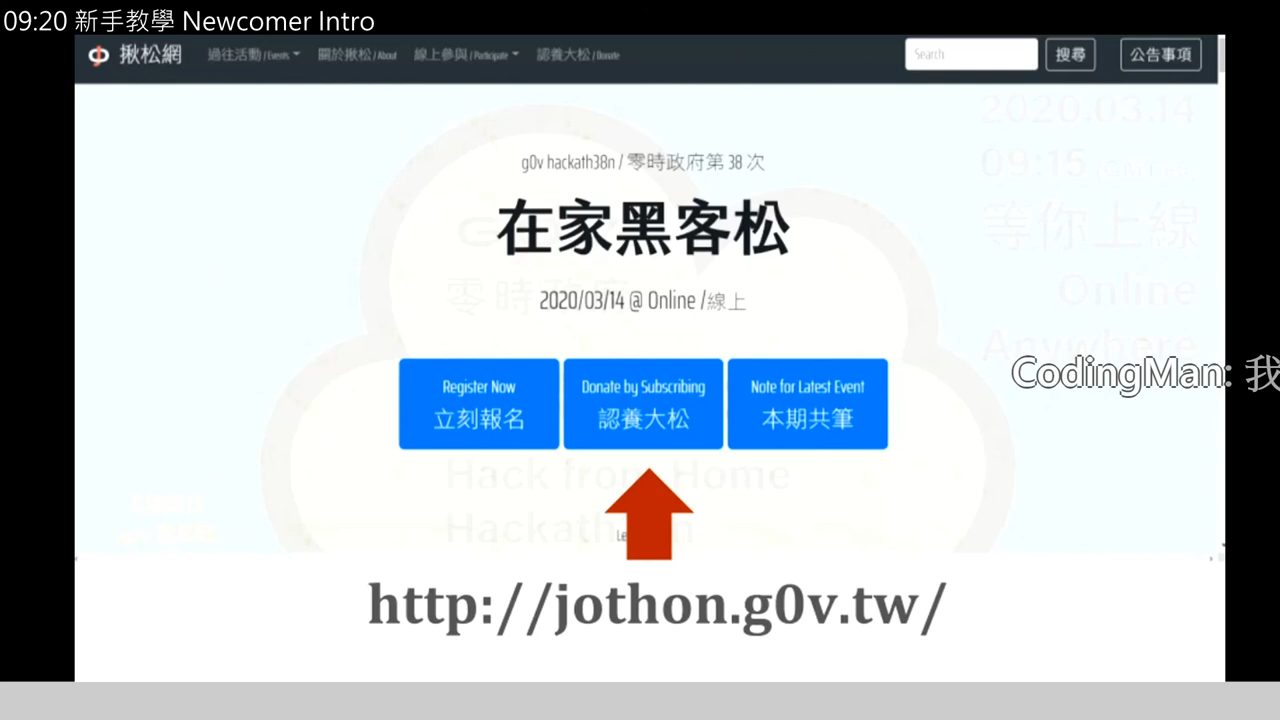 09:20 新手教學 Newcomer Intro
揪松網 過往活動 / Events 關於揪松 / About 線上參與 / Participate 認養大松 / Donate Search 搜尋 公告事項
2020.03.14
09:15
g0v hackath38n / 零時政府第 38 次
在家黑客松
等你上線
零時政府
2020/03/14 @ Online /線上
Online
Anywhere
CodingMan: 我
Register Now
立刻報名
Donate by Subscribing
認養大松
Note for Latest Event
本期共筆
Hack from Home
Hackath
http://jothon.g0v.tw/